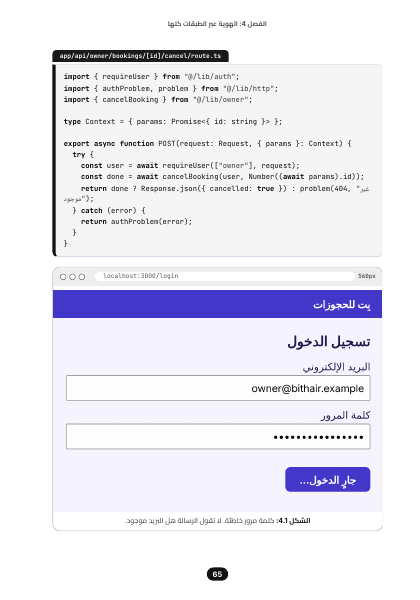 الفصل 4: الهوية عبر الطبقات كلها
app/api/owner/bookings/[id]/cancel/route.ts
import { requireUser } from "@/lib/auth";
import { authProblem, problem } from "@/lib/http";
import { cancelBooking } from "@/lib/owner";
type Context = { params: Promise<{ id: string }> };
export async function POST(request: Request, { params }: Context) {
try {
const user = await requireUser(["owner"], request);
const done = await cancelBooking(user, Number((await params).id));
return done ? Response.json({ cancelled: true }) : problem(404, "غير
موجود");
} catch (error) {
return authProblem(error);
}
}
localhost:3000/login
560px
بِت للحجوزات
تسجيل الدخول
البريد الإلكتروني
owner@bithair.example
كلمة المرور
••••••••••••••••
جارٍ الدخول...
الشكل 4.1: كلمة مرور خاطئة. لا تقول الرسالة هل البريد موجود.
65